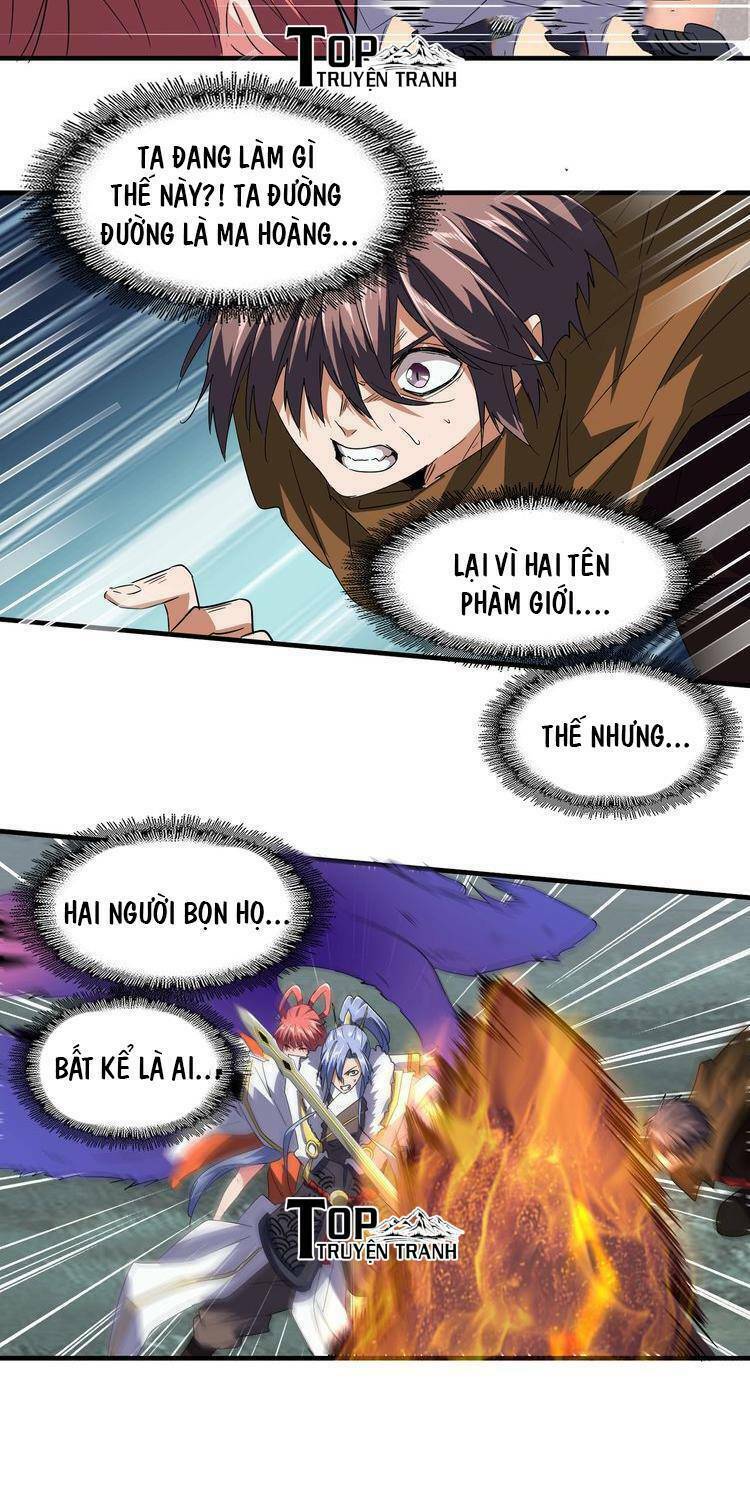 TOP
TRUYỆN TRANH
TA ĐANG LÀM GÌ
THẾ NÀY?! TA ĐƯỜNG
ĐƯỜNG LÀ MA HOÀNG...
LẠI VÌ HAI TÊN
PHÀM GIỚI....
THẾ NHƯNG...
HAI NGƯỜI BỌN HỌ...
BẤT KỂ LÀ AI...
TOP
TRUYỆN TRANH